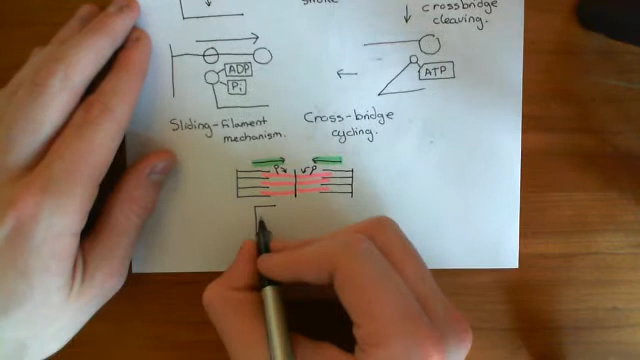 stroke
crossbridge
cleaving.
ADP
Pi
ATP
Sliding-filament
mechanism.
Cross-bridge
cycling.
P P